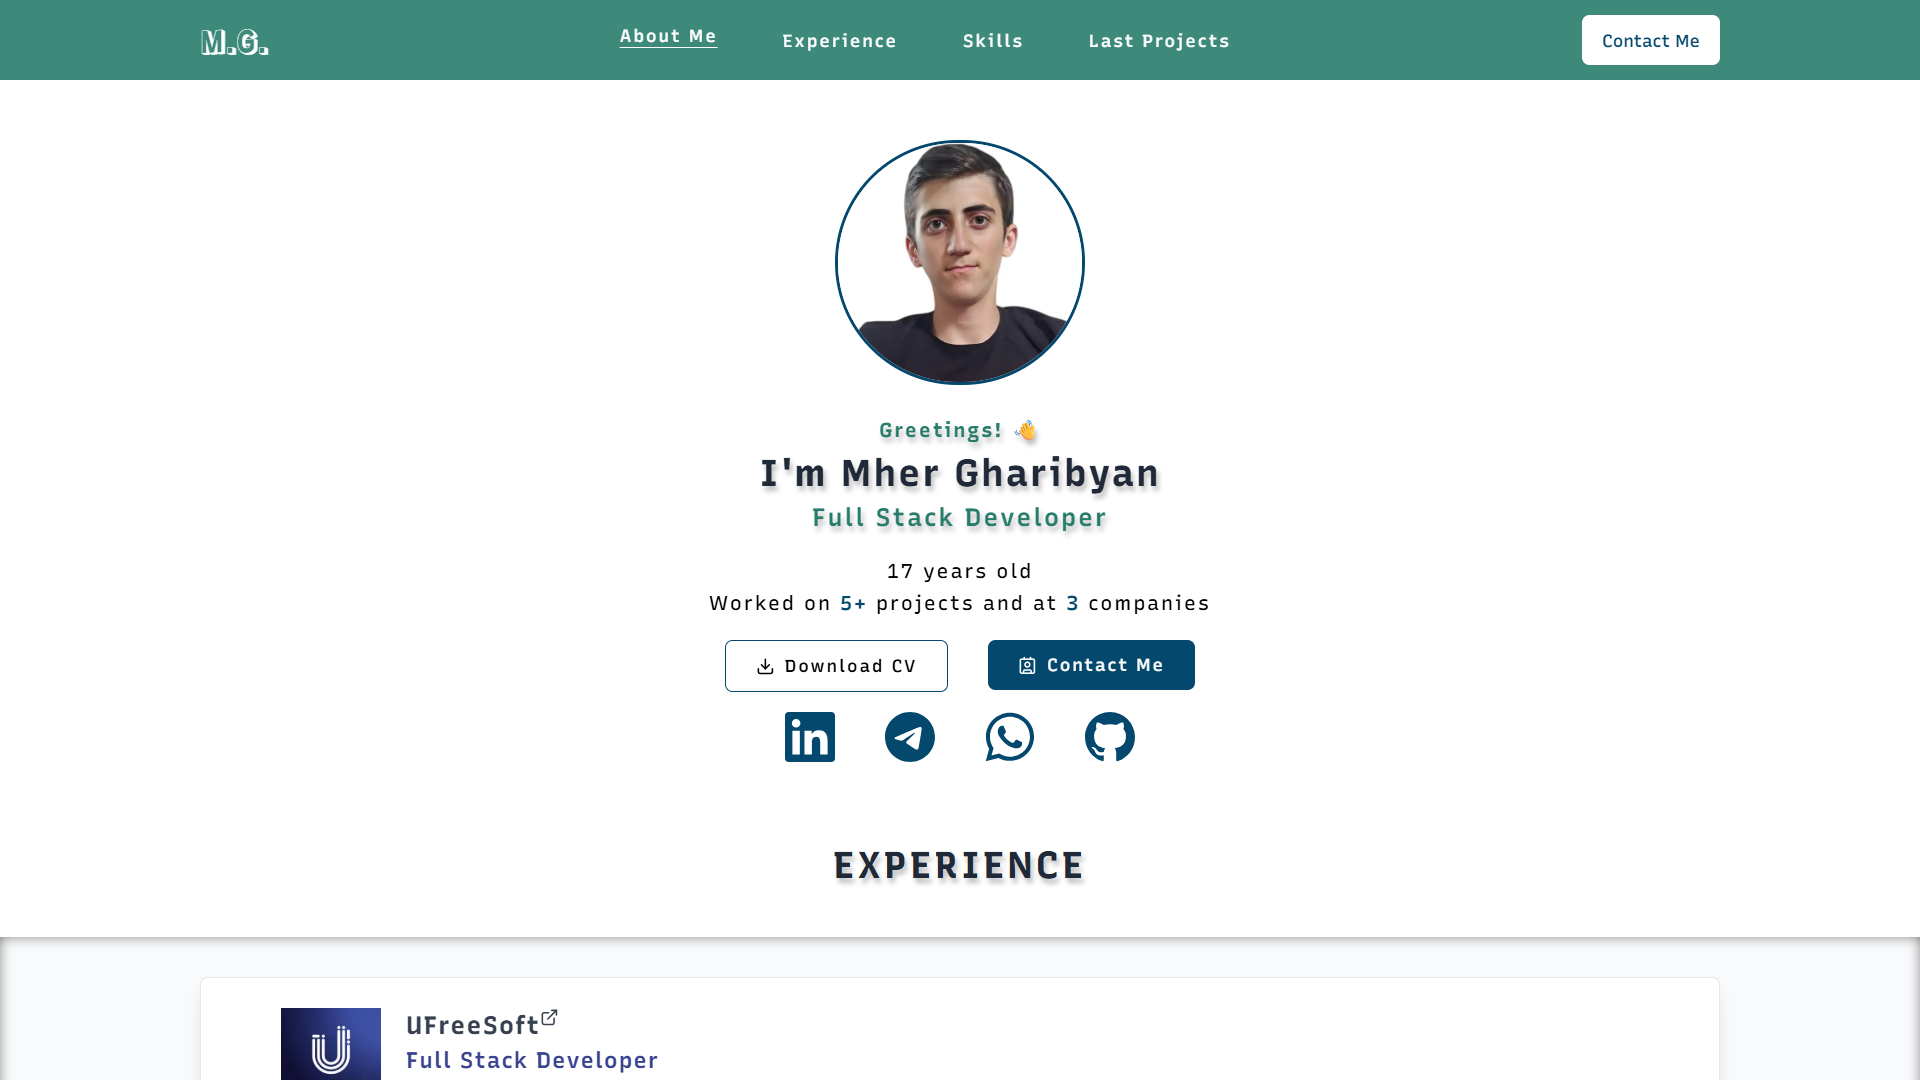 M.G.
About Me
Experience
Skills
Last Projects
Contact Me
Greetings! 👋
I'm Mher Gharibyan
Full Stack Developer
17 years old
Worked on 5+ projects and at 3 companies
Download CV
Contact Me
in
EXPERIENCE
UFreeSoft
Full Stack Developer